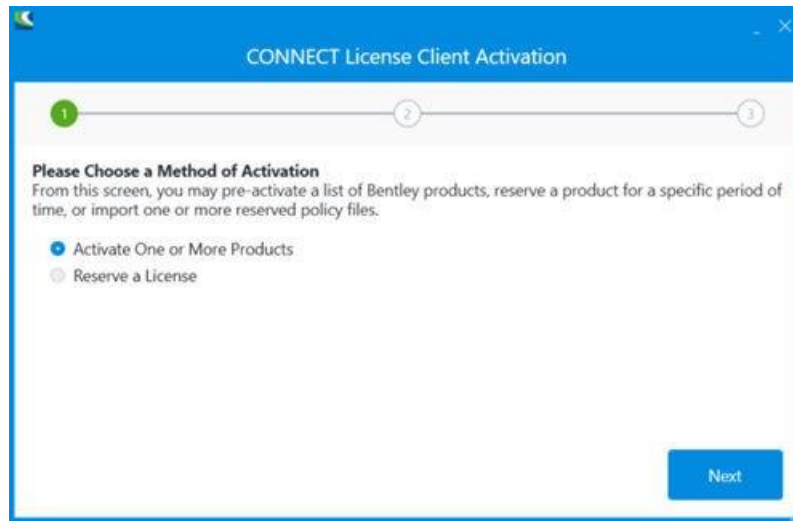 CONNECT License Client Activation
1
2
3
Please Choose a Method of Activation
From this screen, you may pre-activate a list of Bentley products, reserve a product for a specific period of
time, or import one or more reserved policy files.
Activate One or More Products
Reserve a License
Next